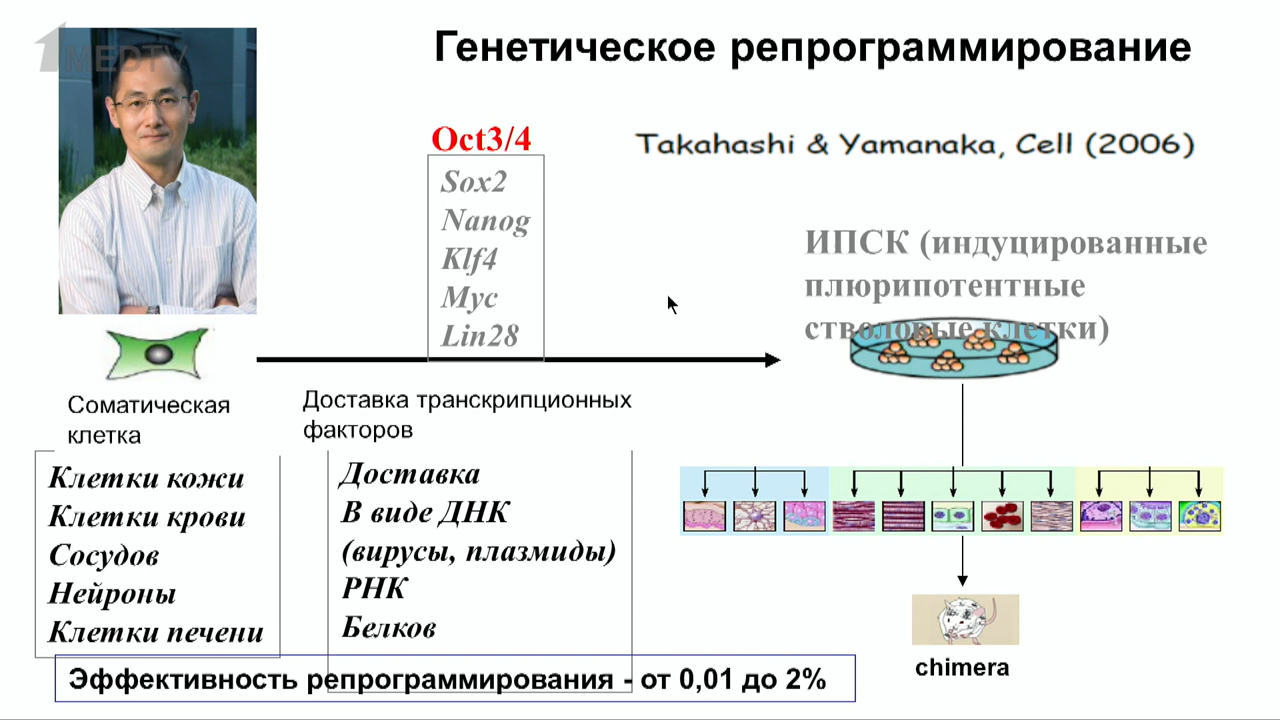 1MEDTV
Генетическое репрограммирование
Oct3/4
Takahashi & Yamanaka, Cell (2006)
Sox2
Nanog
Klf4
Myc
Lin28
ИПСК (индуцированные
плюрипотентные
стволовые клетки)
Соматическая
клетка
Доставка транскрипционных
факторов
Клетки кожи
Клетки крови
Сосудов
Нейроны
Клетки печени
Доставка
В виде ДНК
(вирусы, плазмиды)
РНК
Белков
chimera
Эффективность репрограммирования - от 0,01 до 2%